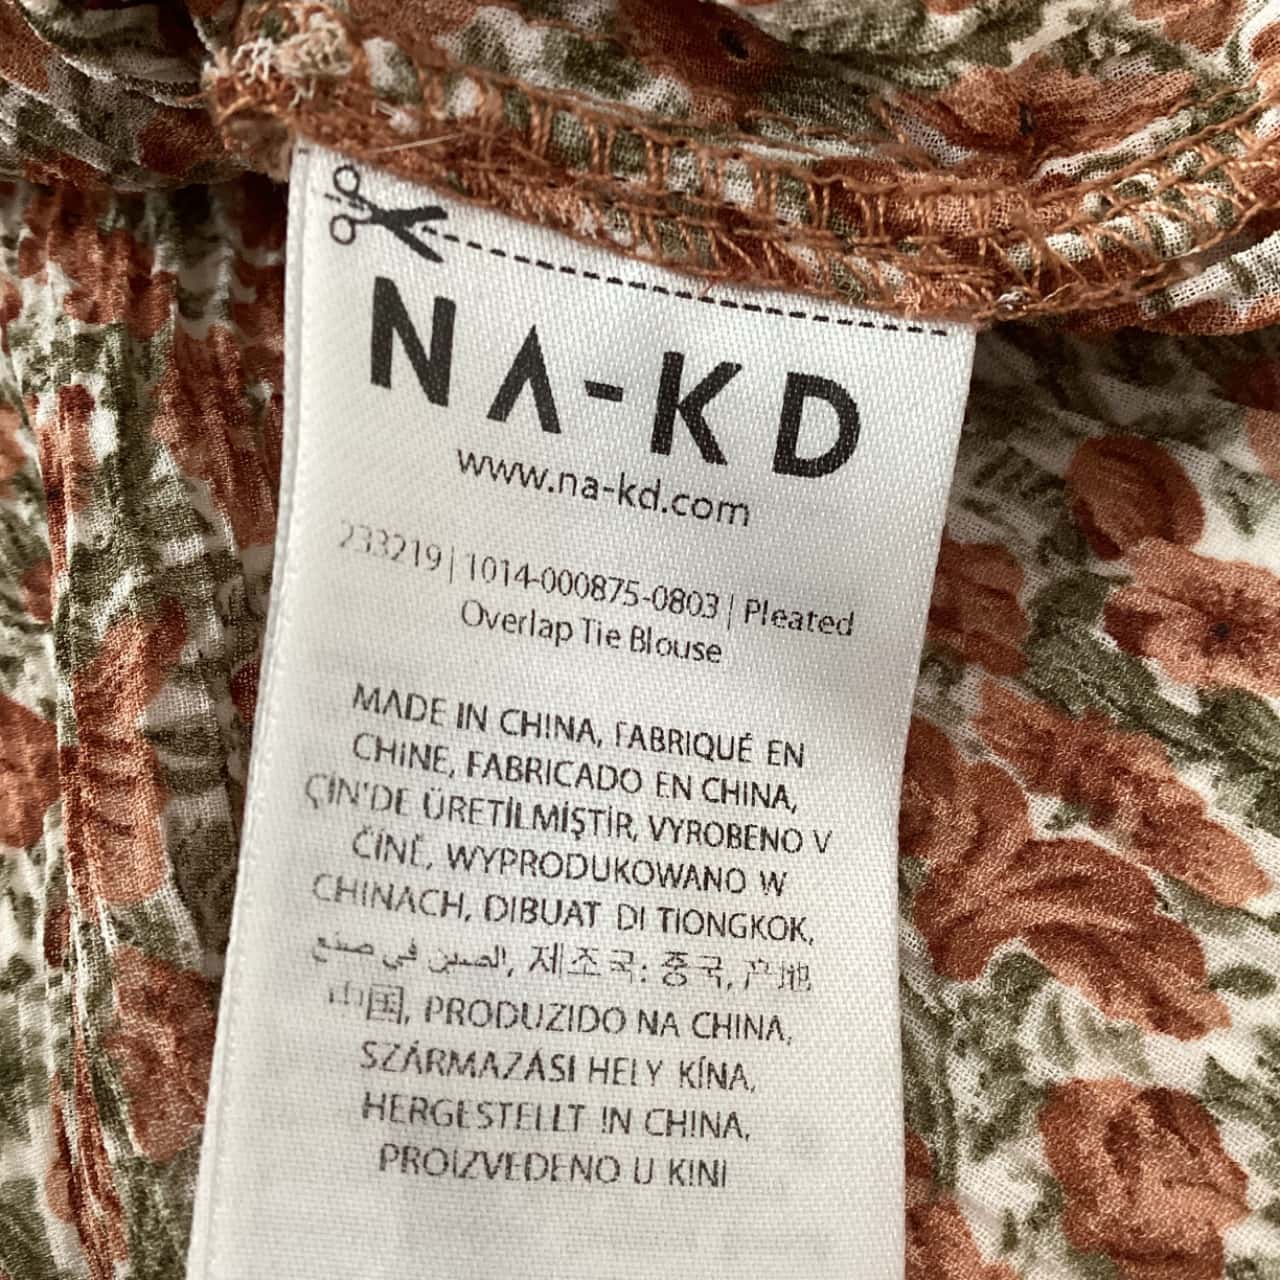 NA-KD
www.na-kd.com
233219 | 1014-000875-0803 | Pleated
Overlap Tie Blouse
MADE IN CHINA, FABRIQUÉ EN
CHINE, FABRICADO EN CHINA,
ÇİN'DE ÜRETİLMİŞTİR, VYROBENO V
ČÍNĚ, WYPRODUKOWANO W
CHINACH, DIBUAT DI TIONGKOK,
صنع في الصين, 제조국: 중국, 产地
中国, PRODUZIDO NA CHINA,
SZÁRMAZÁSI HELY KÍNA,
HERGESTELLT IN CHINA,
PROIZVEDENO U KINI